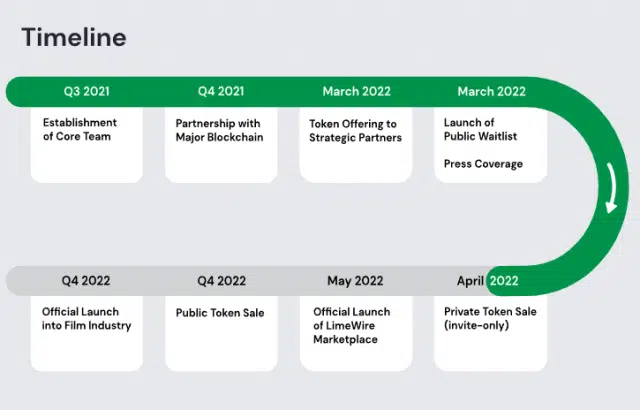 Timeline
Q3 2021
Establishment
of Core Team
Q4 2021
Partnership with
Major Blockchain
March 2022
Token Offering to
Strategic Partners
March 2022
Launch of
Public Waitlist
Press Coverage
April 2022
Private Token Sale
(invite-only)
May 2022
Official Launch
of LimeWire
Marketplace
Q4 2022
Public Token Sale
Q4 2022
Official Launch
into Film Industry